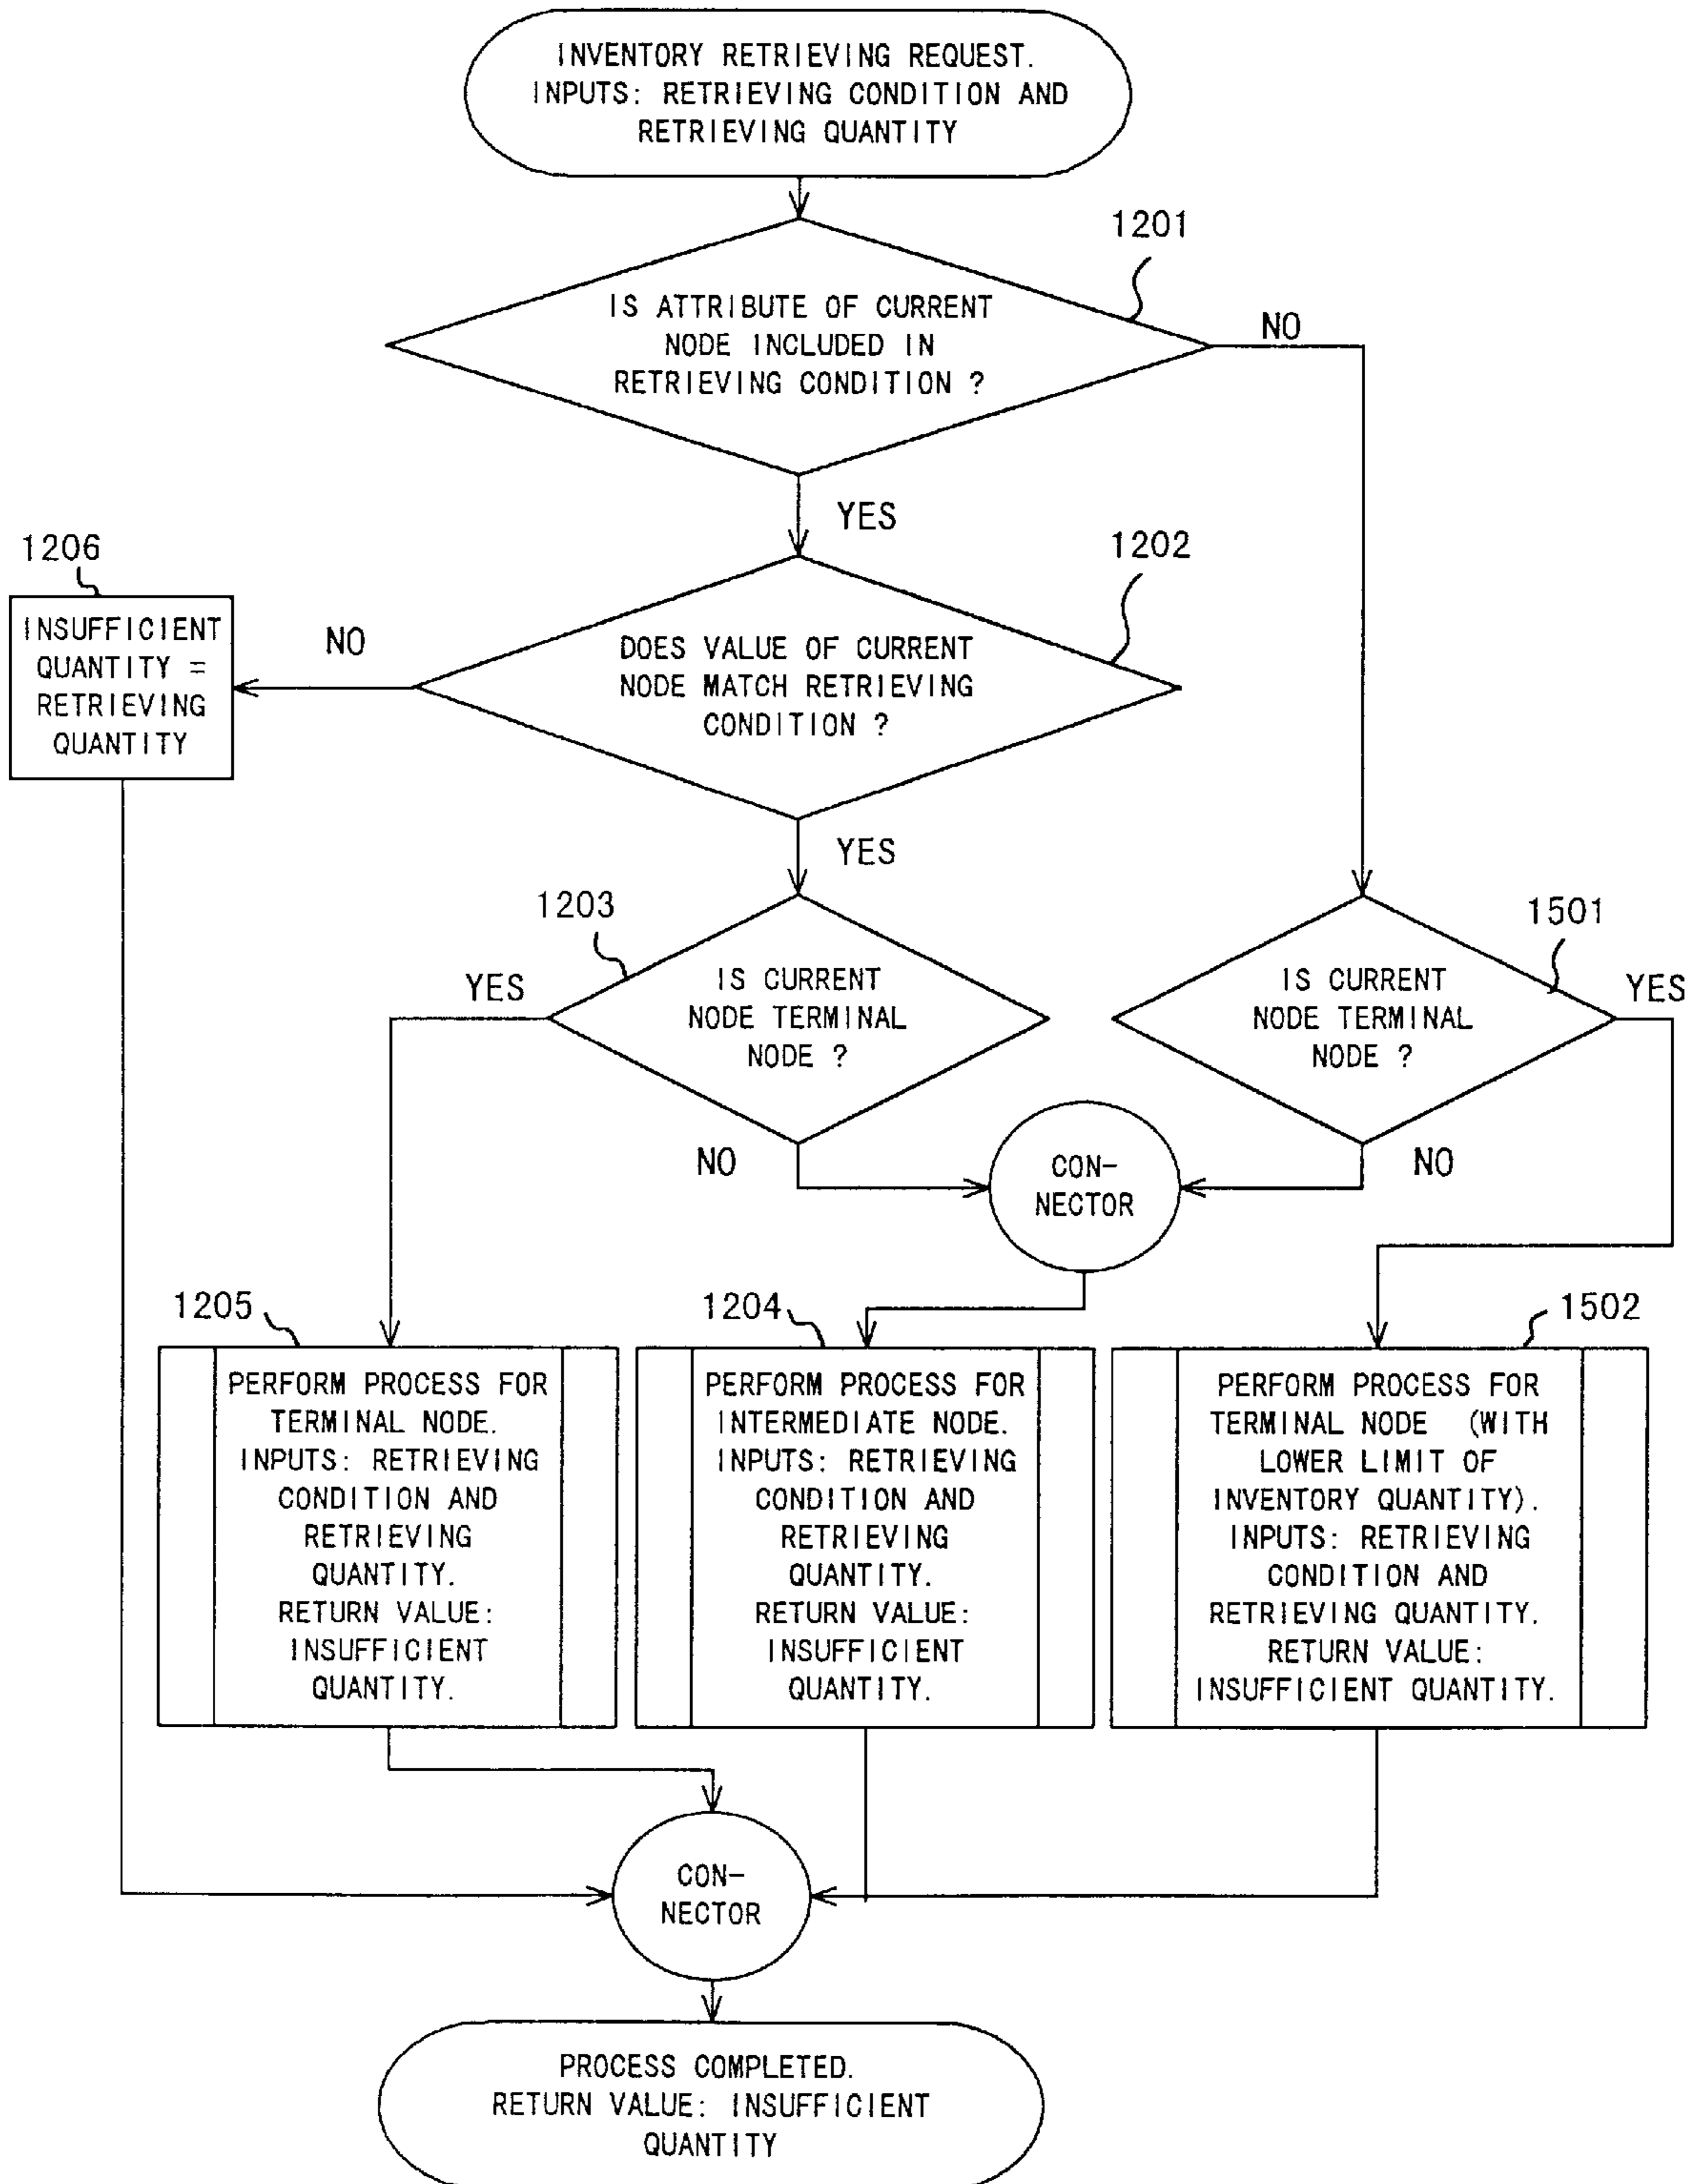 INVENTORY RETRIEVING REQUEST.
INPUTS: RETRIEVING CONDITION AND
RETRIEVING QUANTITY
1201
IS ATTRIBUTE OF CURRENT
NODE INCLUDED IN
RETRIEVING CONDITION ?
NO
YES
1206
1202
INSUFFICIENT
QUANTITY =
RETRIEVING
QUANTITY
NO
DOES VALUE OF CURRENT
NODE MATCH RETRIEVING
CONDITION ?
YES
1203
1501
YES
IS CURRENT
NODE TERMINAL
NODE ?
IS CURRENT
NODE TERMINAL
NODE ?
YES
NO
CON-
NECTOR
NO
1205
1204
1502
PERFORM PROCESS FOR
TERMINAL NODE.
INPUTS: RETRIEVING
CONDITION AND
RETRIEVING
QUANTITY.
RETURN VALUE:
INSUFFICIENT
QUANTITY.
PERFORM PROCESS FOR
INTERMEDIATE NODE.
INPUTS: RETRIEVING
CONDITION AND
RETRIEVING
QUANTITY.
RETURN VALUE:
INSUFFICIENT
QUANTITY.
PERFORM PROCESS FOR
TERMINAL NODE (WITH
LOWER LIMIT OF
INVENTORY QUANTITY).
INPUTS: RETRIEVING
CONDITION AND
RETRIEVING QUANTITY.
RETURN VALUE:
INSUFFICIENT QUANTITY.
CON-
NECTOR
PROCESS COMPLETED.
RETURN VALUE: INSUFFICIENT
QUANTITY